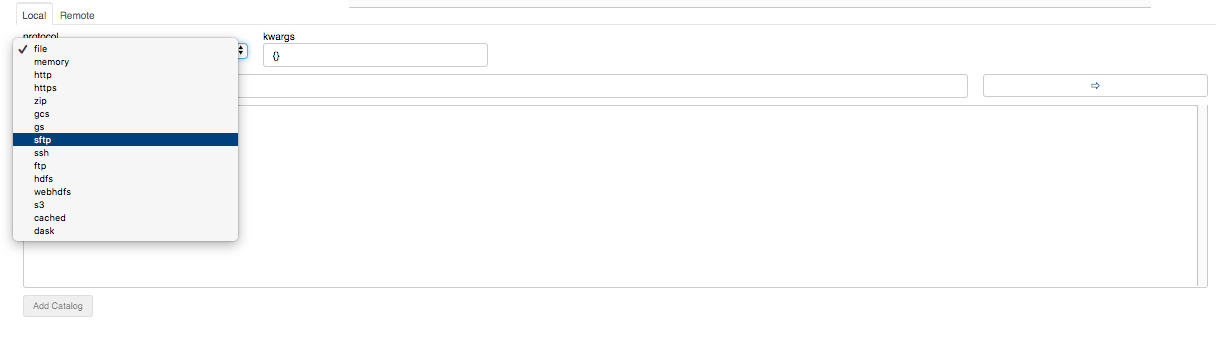 Local Remote
protocol kwargs
✓ file
{}
memory
http
https
zip
⇨
gcs
gs
sftp
ssh
ftp
hdfs
webhdfs
s3
cached
dask
Add Catalog